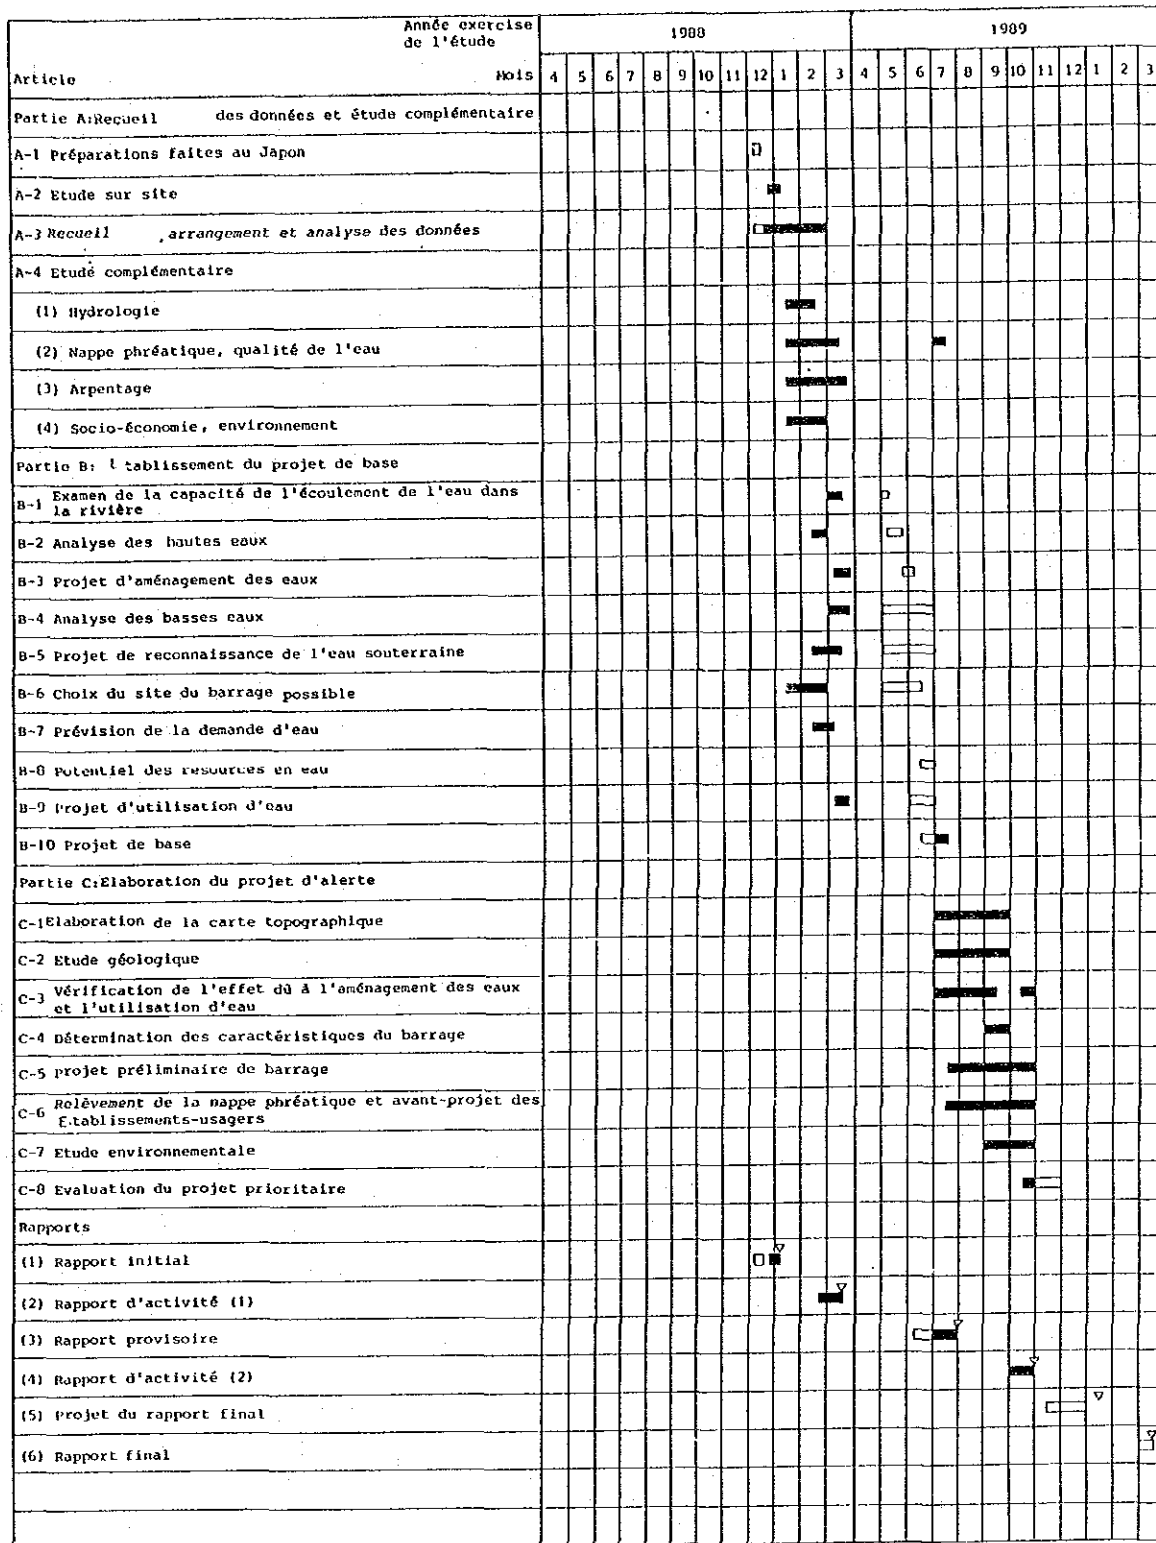 Année exercise
de l'étude
1988
1989
Article
Mois
4 5 6 7 8 9 10 11 12 1 2 3 4 5 6 7 8 9 10 11 12 1 2 3
Partie A:Recueil des données et étude complémentaire
A-1 Préparations faites au Japon
A-2 Etude sur site
A-3 Recueil ,arrangement et analyse des données
A-4 Etude complémentaire
(1) Hydrologie
(2) Nappe phréatique, qualité de l'eau
(3) Arpentage
(4) Socio-économie, environnement
Partie B: tablissement du projet de base
B-1 Examen de la capacité de l'écoulement de l'eau dans
la rivière
B-2 Analyse des hautes eaux
B-3 Projet d'aménagement des eaux
B-4 Analyse des basses eaux
B-5 Projet de reconnaissance de l'eau souterraine
B-6 Choix du site du barrage possible
B-7 Prévision de la demande d'eau
B-8 Potentiel des resources en eau
B-9 Projet d'utilisation d'eau
B-10 Projet de base
Partie C:Elaboration du projet d'alerte
C-1Elaboration de la carte topographique
C-2 Etude géologique
C-3 Vérification de l'effet dû à l'aménagement des eaux
et l'utilisation d'eau
C-4 Détermination des caractéristiques du barrage
C-5 projet préliminaire de barrage
C-6 Relèvement de la nappe phréatique et avant-projet des
Etablissements-usagers
C-7 Etude environnementale
C-8 Evaluation du projet prioritaire
Rapports
(1) Rapport initial
(2) Rapport d'activité (1)
(3) Rapport provisoire
(4) Rapport d'activité (2)
(5) Projet du rapport final
(6) Rapport final